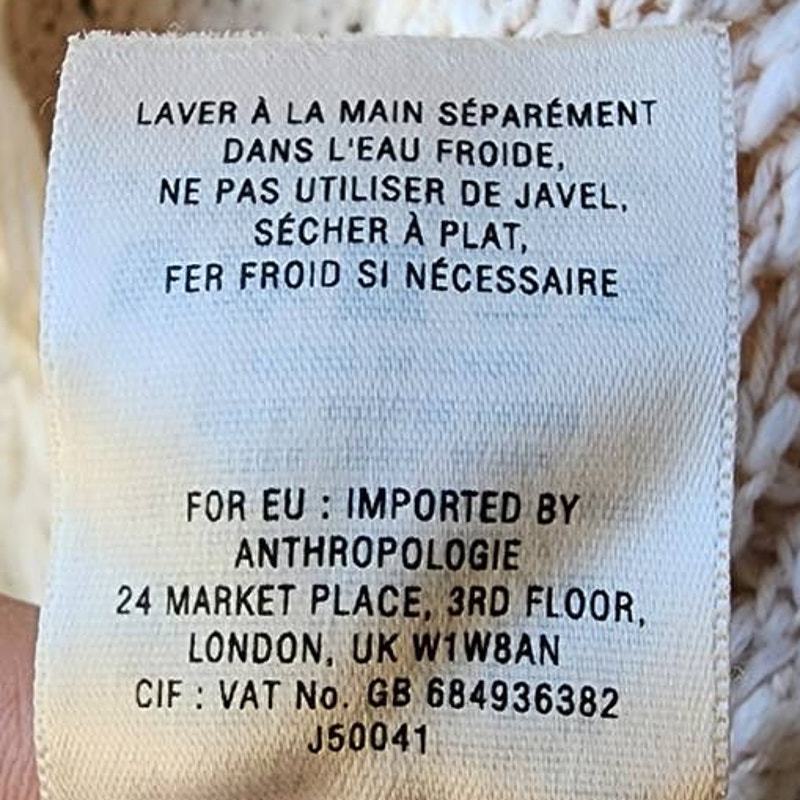 LAVER À LA MAIN SÉPARÉMENT
DANS L'EAU FROIDE,
NE PAS UTILISER DE JAVEL,
SÉCHER À PLAT,
FER FROID SI NÉCESSAIRE
FOR EU : IMPORTED BY
ANTHROPOLOGIE
24 MARKET PLACE, 3RD FLOOR,
LONDON, UK W1W8AN
CIF : VAT No. GB 684936382
J50041